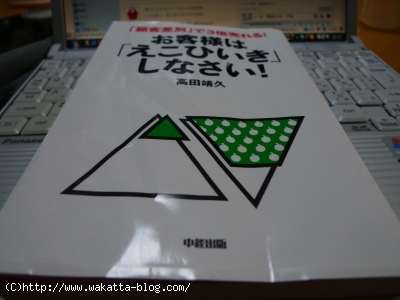 「顧客差別」で3倍売れる!
お客様は
「えこひいき」
しなさい!
高田靖久
中経出版
Panasonic
(C)http://www.wakatta-blog.com/